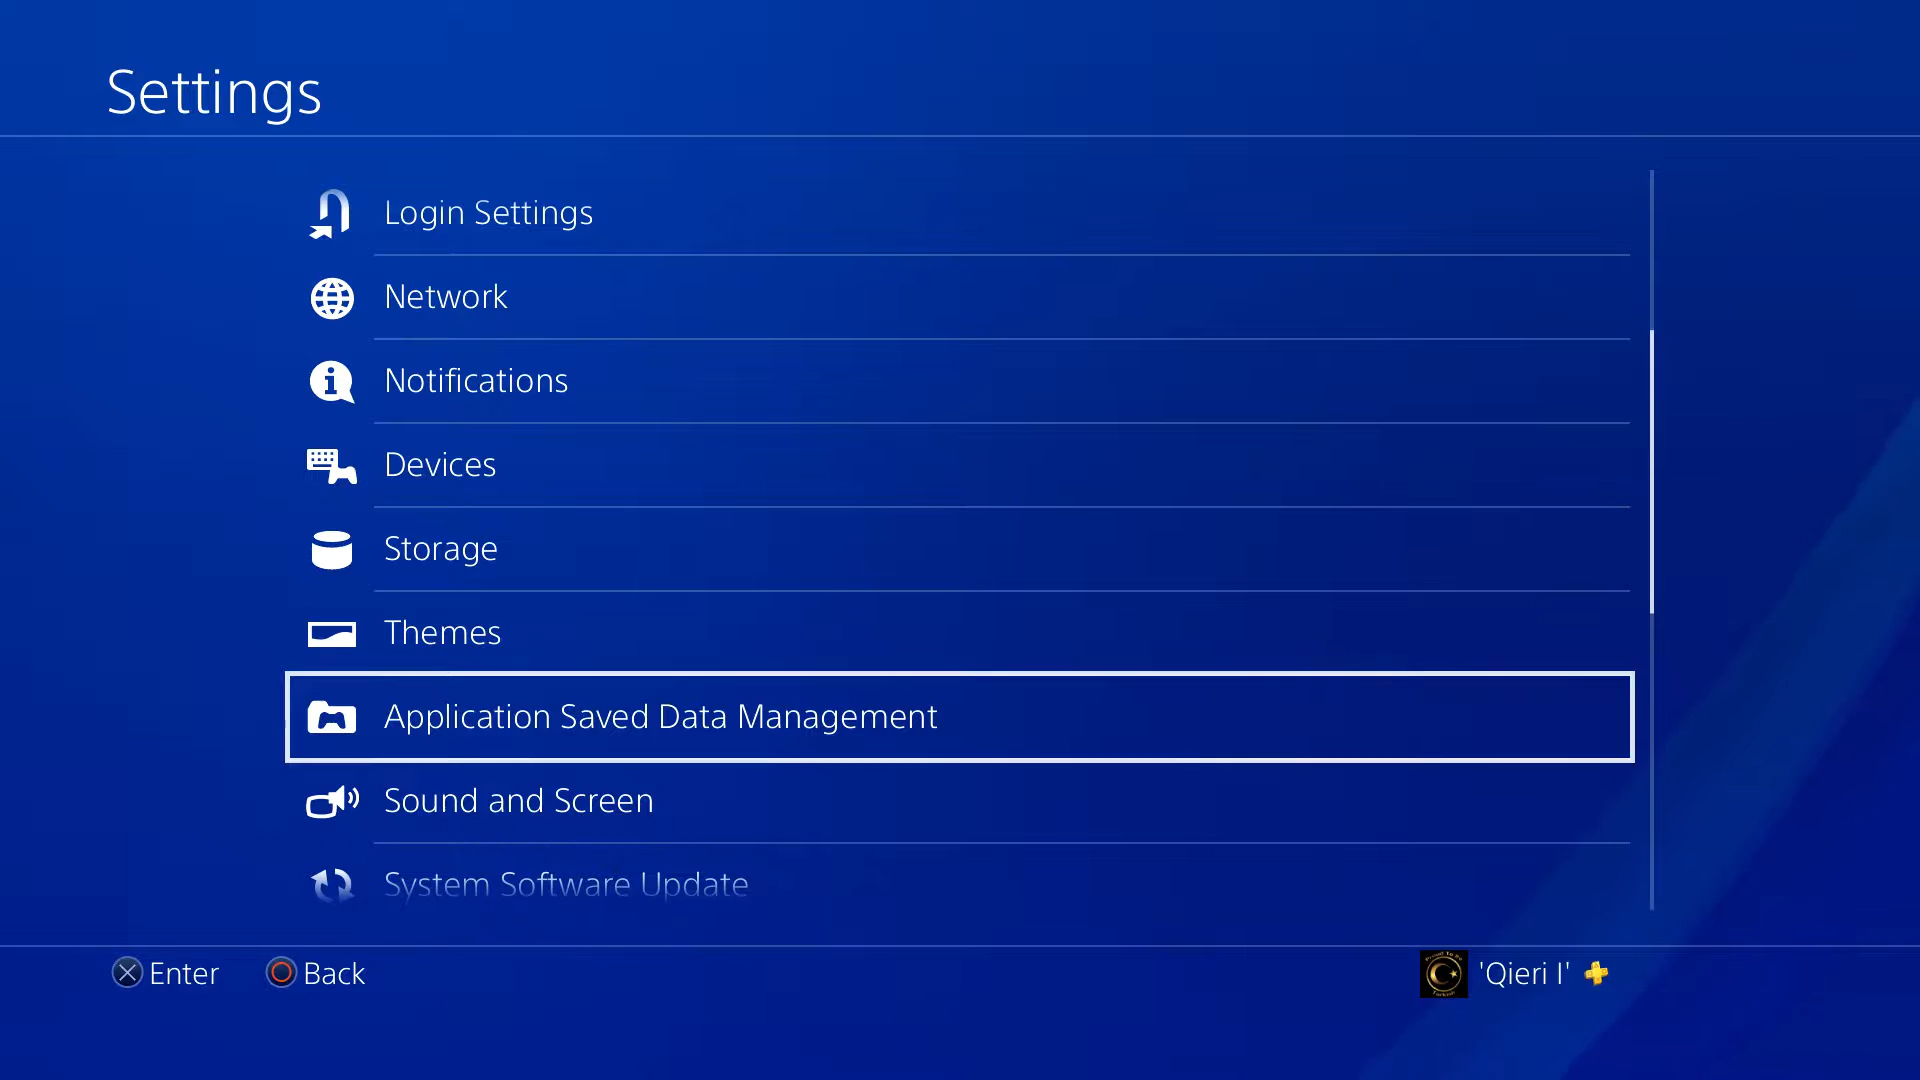 Settings
Login Settings
Network
Notifications
Devices
Storage
Themes
Application Saved Data Management
Sound and Screen
System Software Update
Enter
Back
'Qieri I'